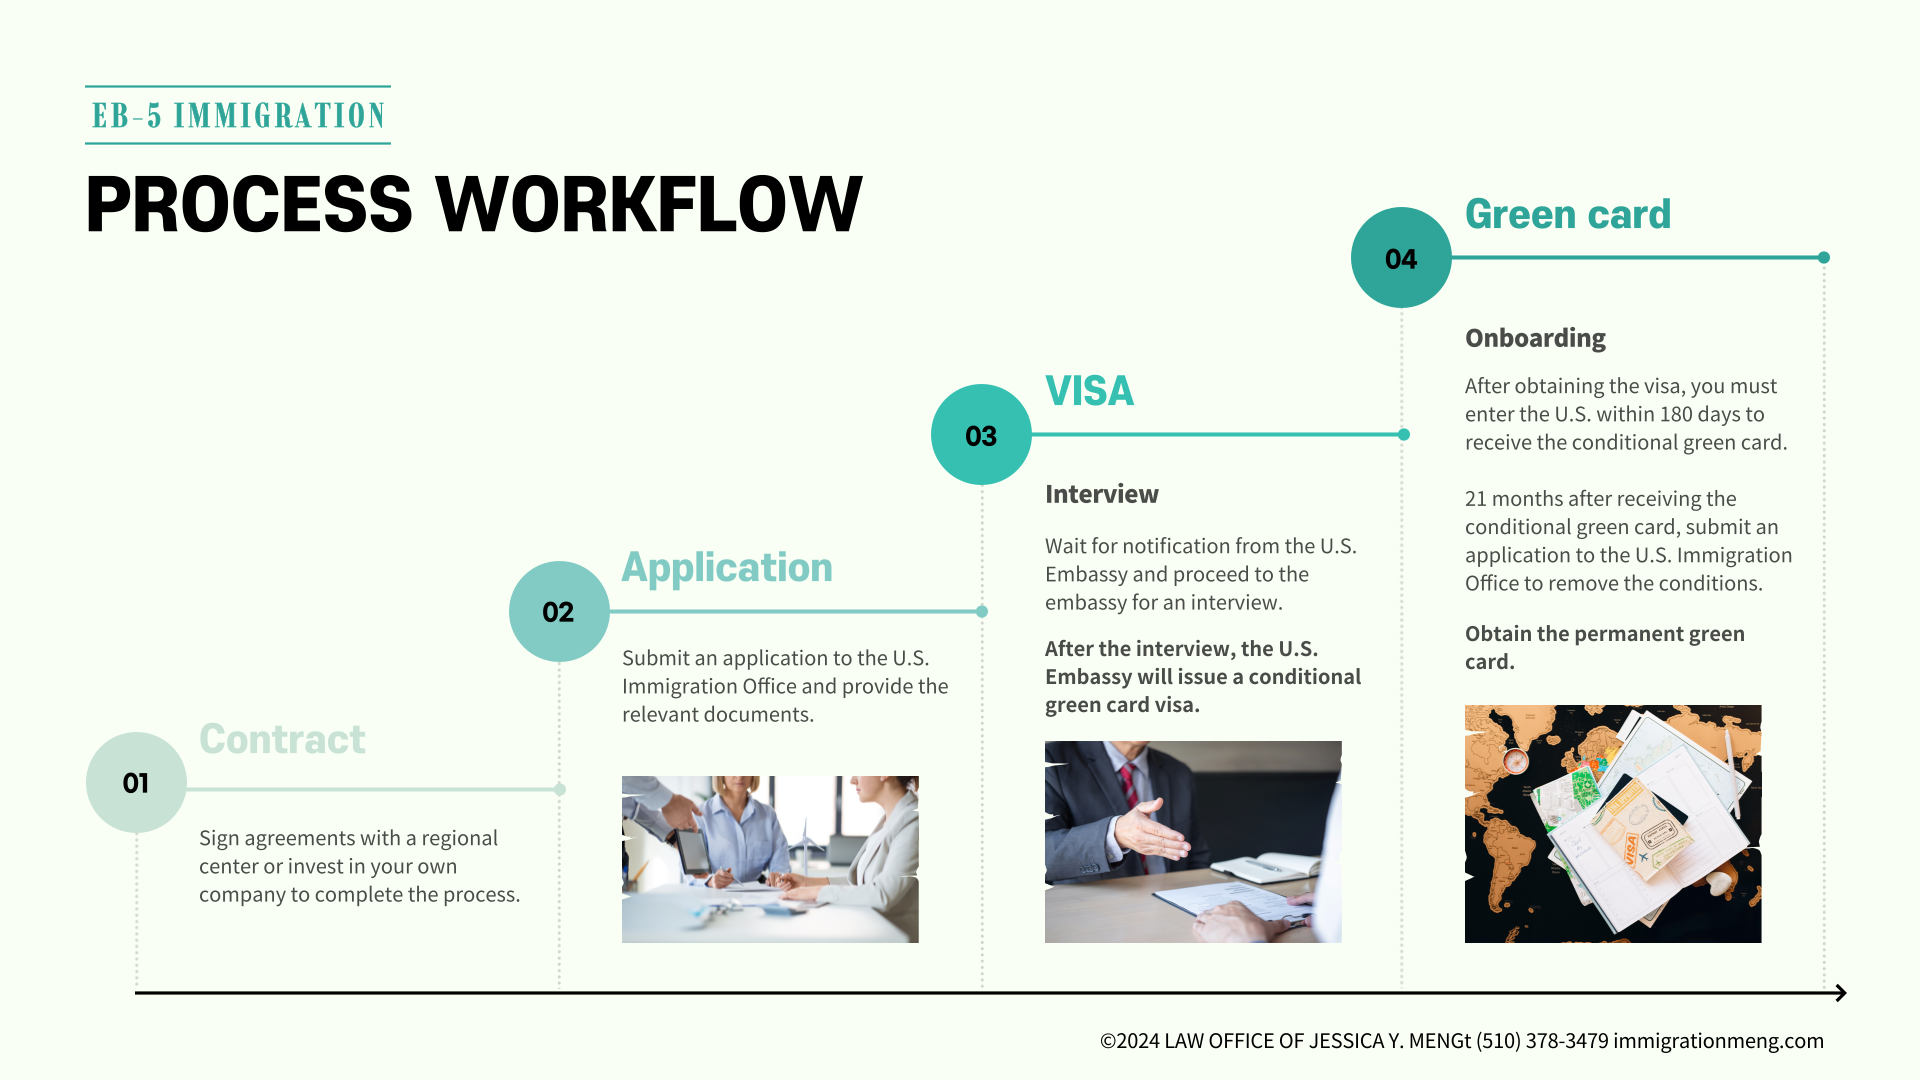 EB-5 IMMIGRATION
PROCESS WORKFLOW
01
Contract
Sign agreements with a regional
center or invest in your own
company to complete the process.
02
Application
Submit an application to the U.S.
Immigration Office and provide the
relevant documents.
03
VISA
Interview
Wait for notification from the U.S.
Embassy and proceed to the
embassy for an interview.
After the interview, the U.S.
Embassy will issue a conditional
green card visa.
04
Green card
Onboarding
After obtaining the visa, you must
enter the U.S. within 180 days to
receive the conditional green card.
21 months after receiving the
conditional green card, submit an
application to the U.S. Immigration
Office to remove the conditions.
Obtain the permanent green
card.
VISA
©2024 LAW OFFICE OF JESSICA Y. MENGt (510) 378-3479 immigrationmeng.com